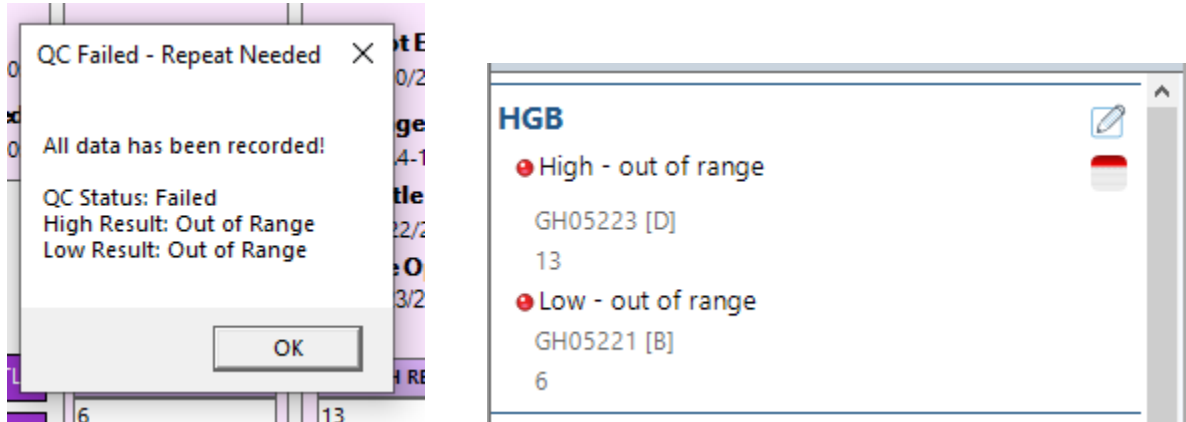 QC Failed - Repeat Needed
All data has been recorded!
QC Status: Failed
High Result: Out of Range
Low Result: Out of Range
OK
6
13
HGB
High - out of range
GH05223 [D]
13
Low - out of range
GH05221 [B]
6